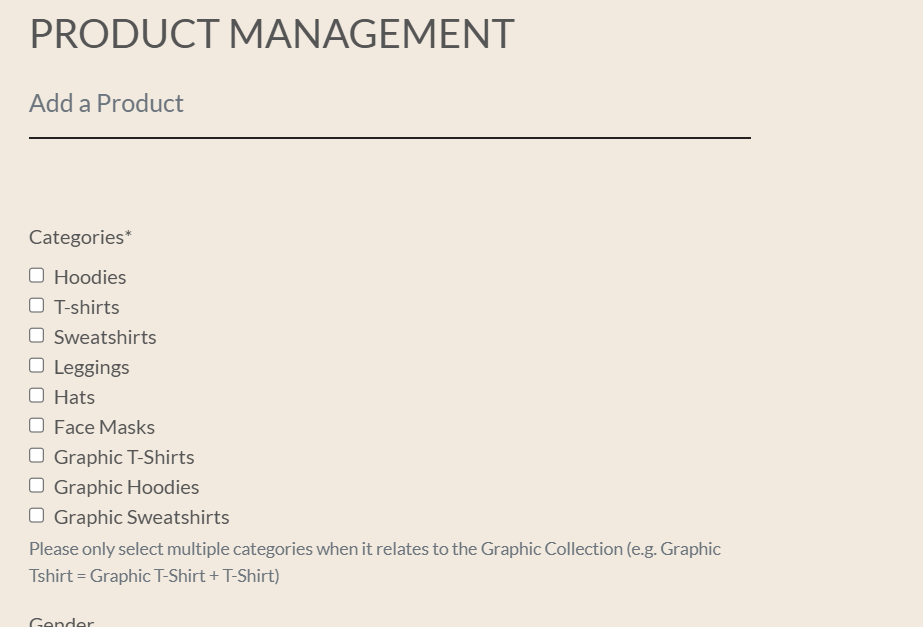 PRODUCT MANAGEMENT
Add a Product
Categories*
Hoodies
T-shirts
Sweatshirts
Leggings
Hats
Face Masks
Graphic T-Shirts
Graphic Hoodies
Graphic Sweatshirts
Please only select multiple categories when it relates to the Graphic Collection (e.g. Graphic
Tshirt = Graphic T-Shirt + T-Shirt)
Gender